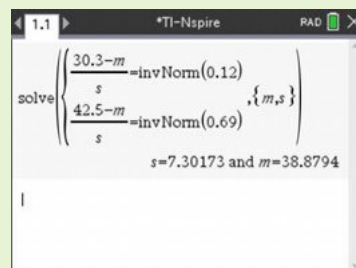 1.1 *TI-Nspire RAD
solve({(30.3-m)/s=invNorm(0.12)
(42.5-m)/s=invNorm(0.69) ,{m,s})
s=7.30173 and m=38.8794